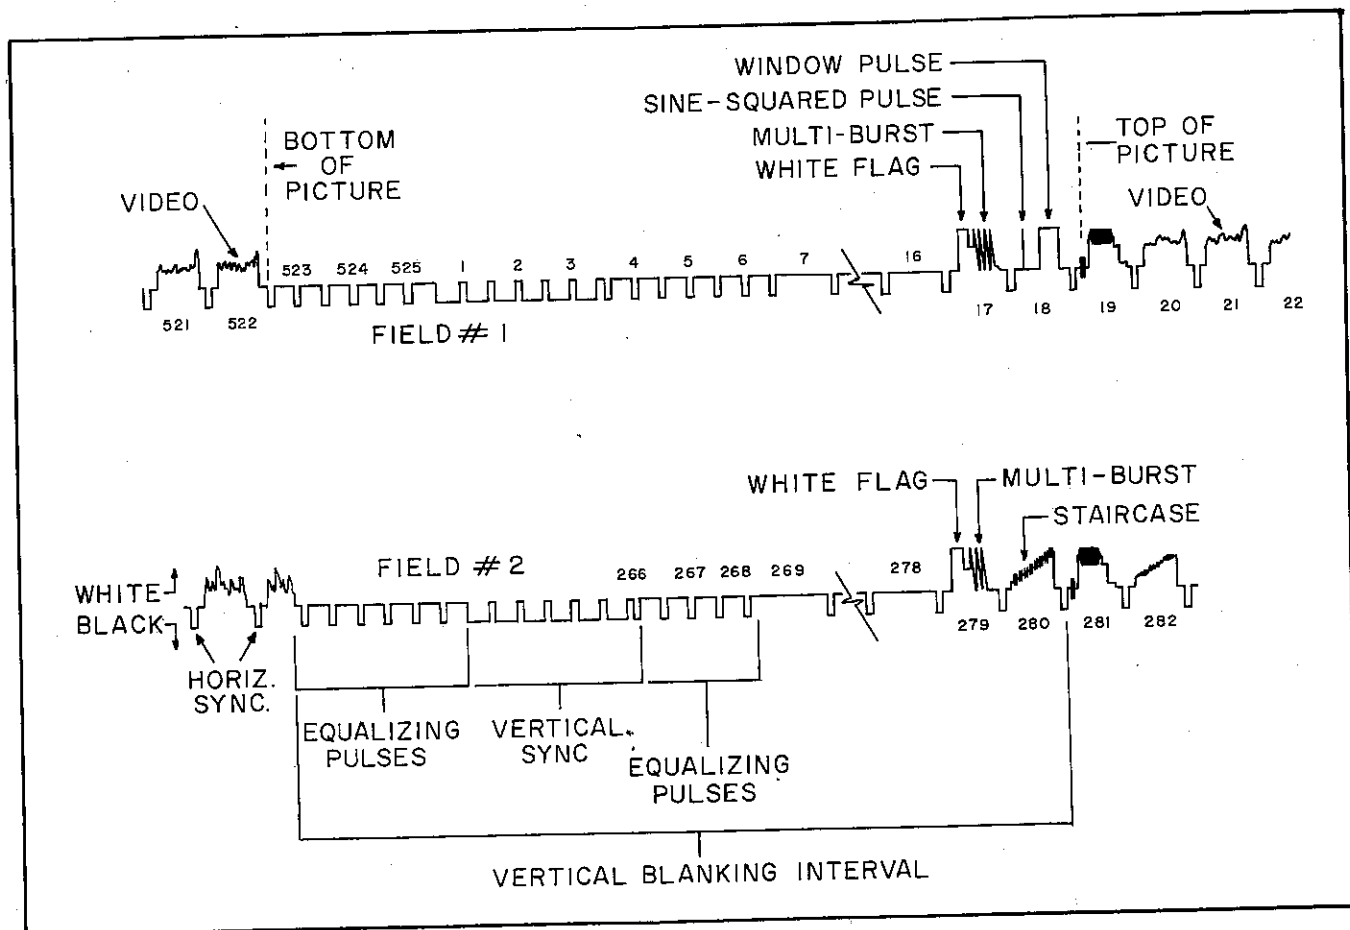 WINDOW PULSE
SINE-SQUARED PULSE
MULTI-BURST
WHITE FLAG
BOTTOM
OF
PICTURE
TOP OF
PICTURE
VIDEO
VIDEO
523 524 525 1 2 3 4 5 6 7 16
521 522 17 18 19 20 21 22
FIELD # 1
WHITE FLAG
MULTI-BURST
STAIRCASE
FIELD # 2
266 267 268 269 278
WHITE
BLACK
279 280 281 282
HORIZ.
SYNC.
EQUALIZING
PULSES
VERTICAL
SYNC
EQUALIZING
PULSES
VERTICAL BLANKING INTERVAL